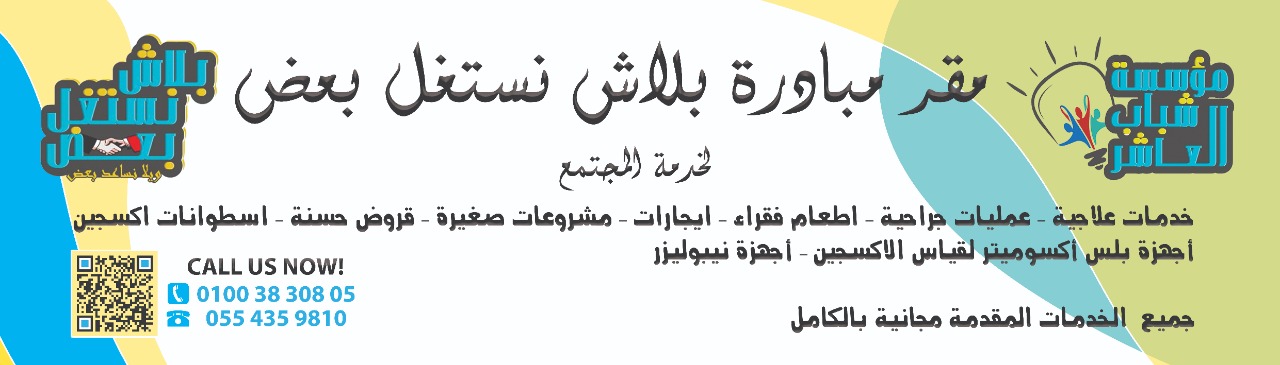 مؤسسة
شباب
العاشر
مقر مبادرة بلاش نستغل بعض
لخدمة المجتمع
بلاش
نستغل
بعض
ويلا نساعد بعض
خدمات علاجية - عمليات جراحية - اطعام فقراء - ايجارات - مشروعات صغيرة - قروض حسنة - اسطوانات اكسجين
أجهزة بلس أكسوميتر لقياس الاكسجين - أجهزة نيبوليزر
جميع الخدمات المقدمة مجانية بالكامل
CALL US NOW!
0100 38 308 05
055 435 9810